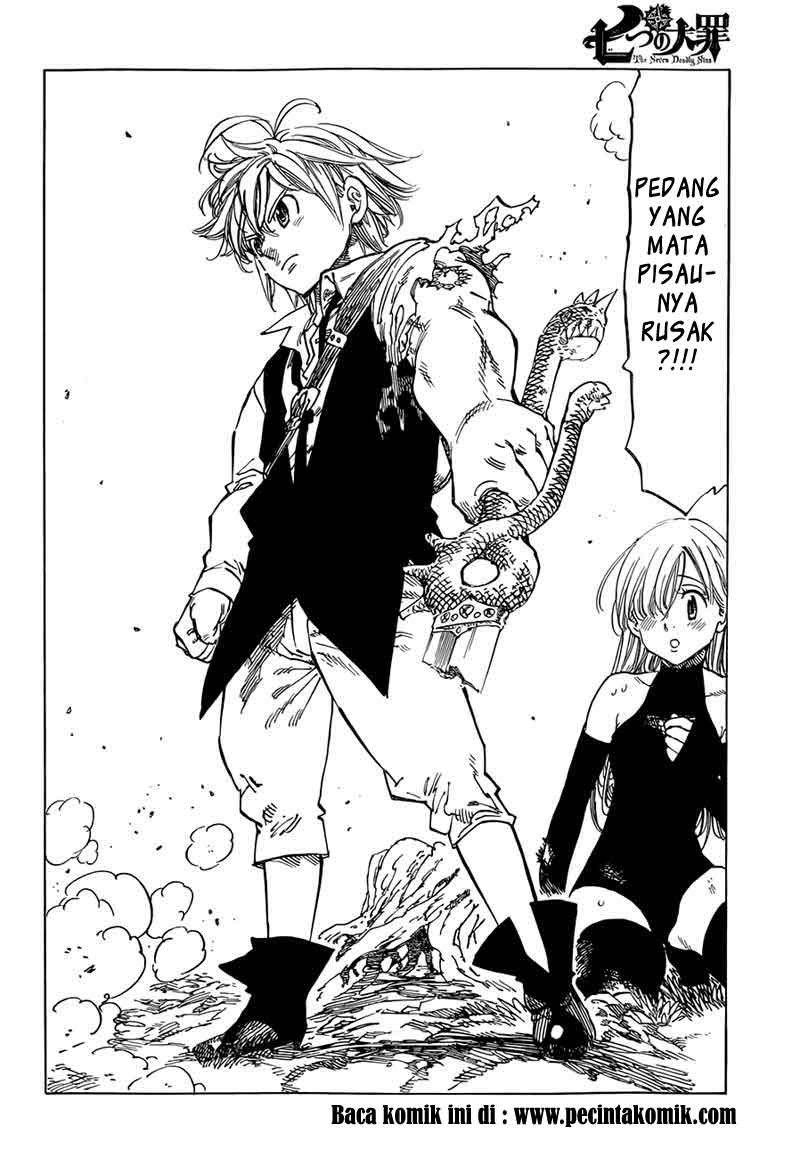 七つの大罪
The Seven Deadly Sins
PEDANG
YANG
MATA
PISAU-
NYA
RUSAK
?!!!
Baca komik ini di : www.pecintakomik.com